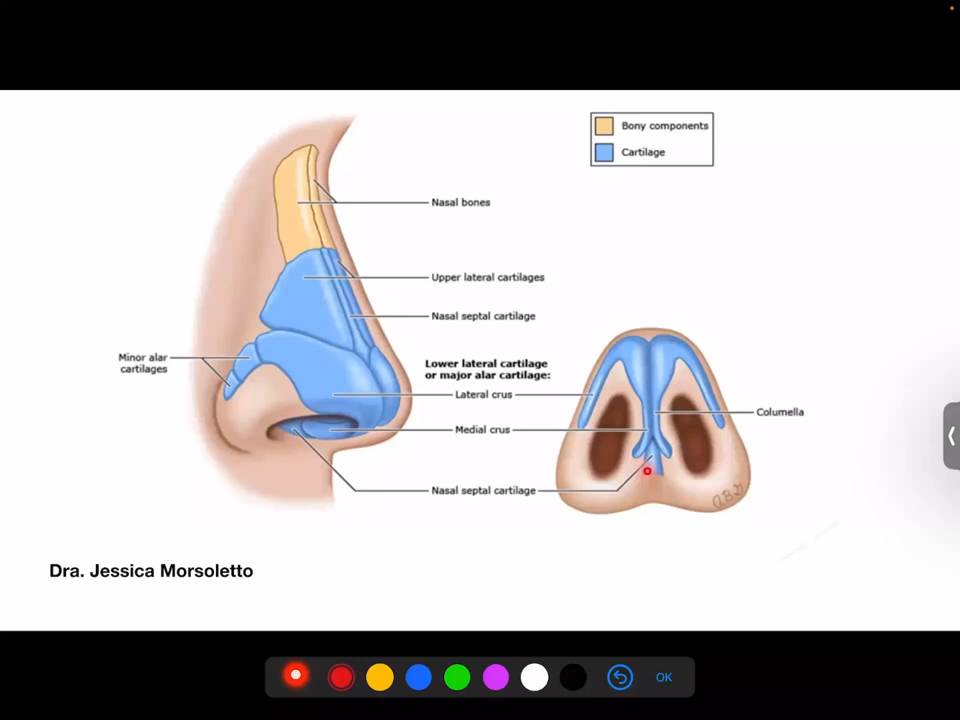 Bony components
Cartilage
Nasal bones
Upper lateral cartilages
Nasal septal cartilage
Minor alar
cartilages
Lower lateral cartilage
or major alar cartilage:
Lateral crus
Columella
Medial crus
Nasal septal cartilage
Dra. Jessica Morsoletto
OK